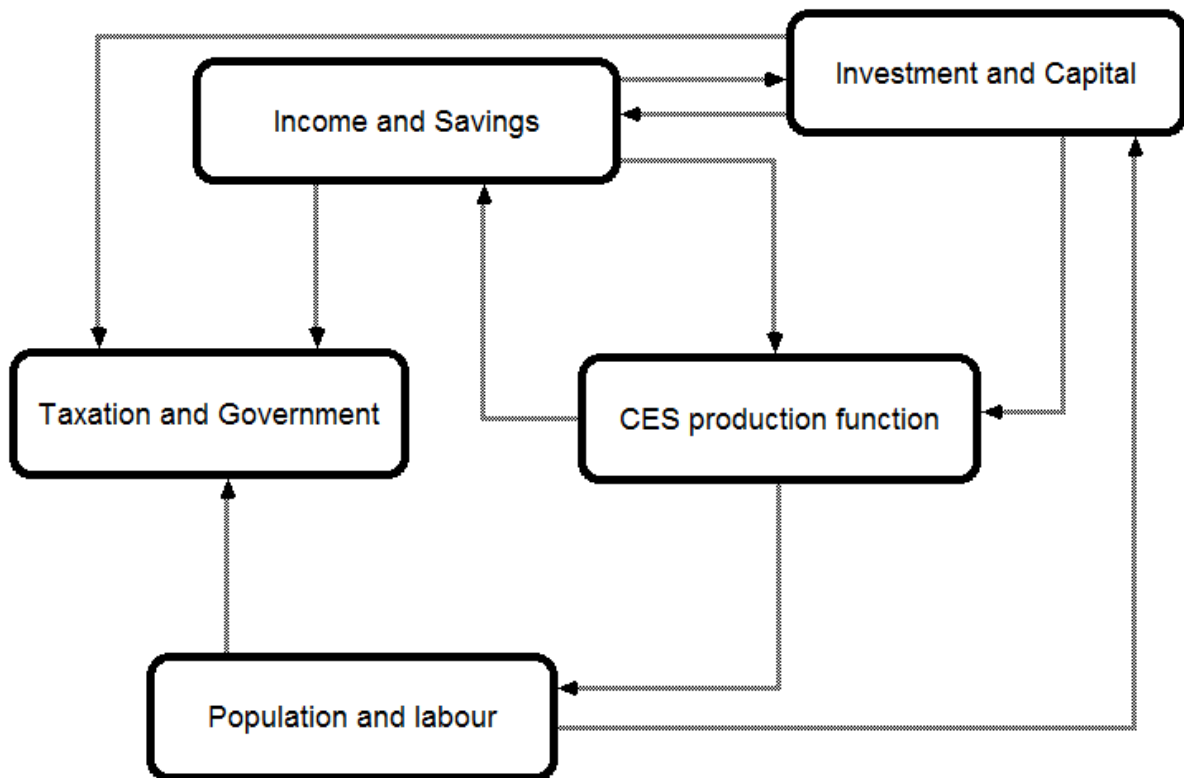 Investment and Capital
Income and Savings
Taxation and Government
CES production function
Population and labour